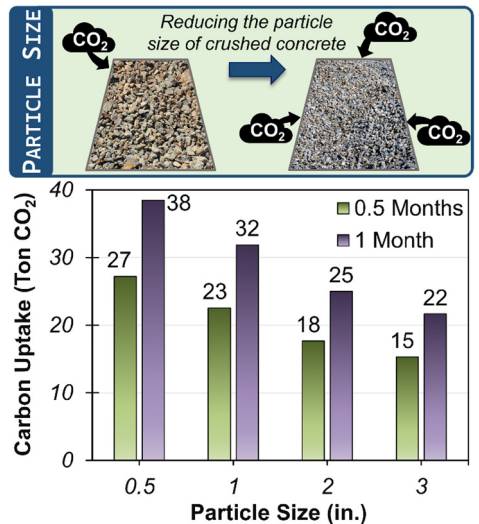 PARTICLE SIZE
CO2
Reducing the particle
size of crushed concrete
CO2
CO2
CO2
Carbon Uptake (Ton CO2)
40
30
20
10
0
0.5 Months
1 Month
27
38
23
32
18
25
15
22
0.5
1
2
3
Particle Size (in.)